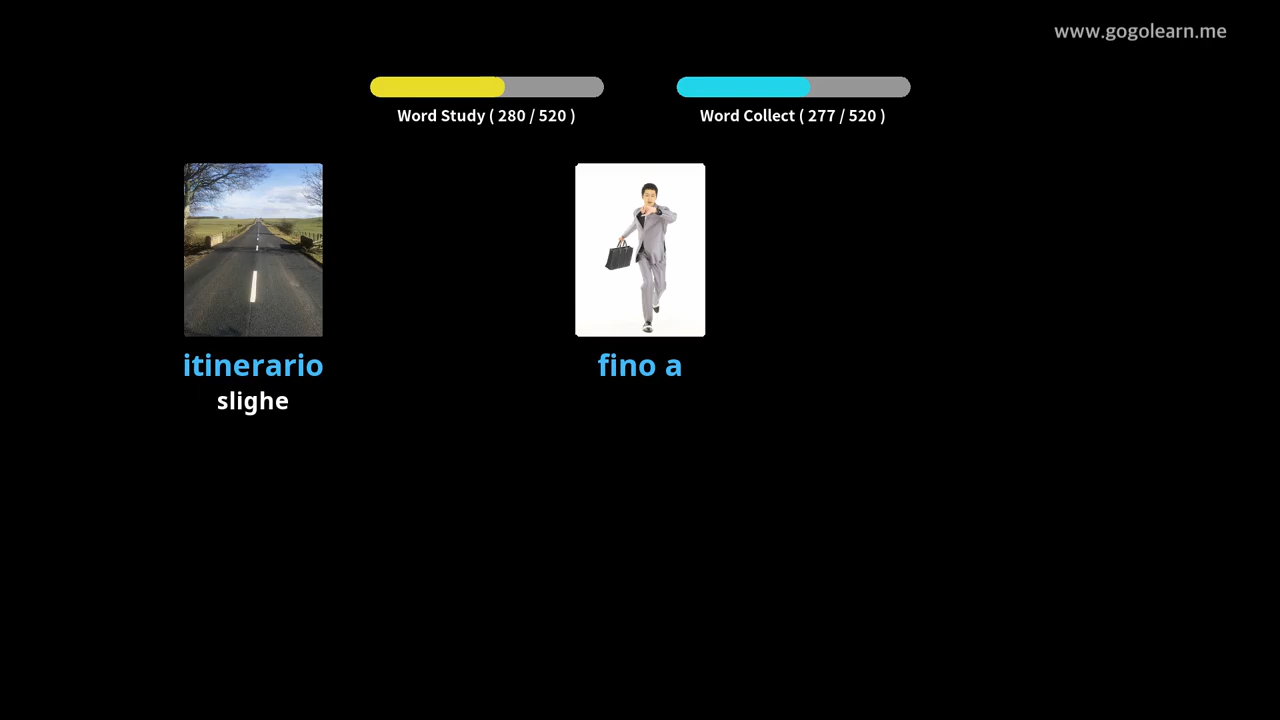 www.gogolearn.me
Word Study ( 280 / 520 )
Word Collect ( 277 / 520 )
itinerario
slighe
fino a